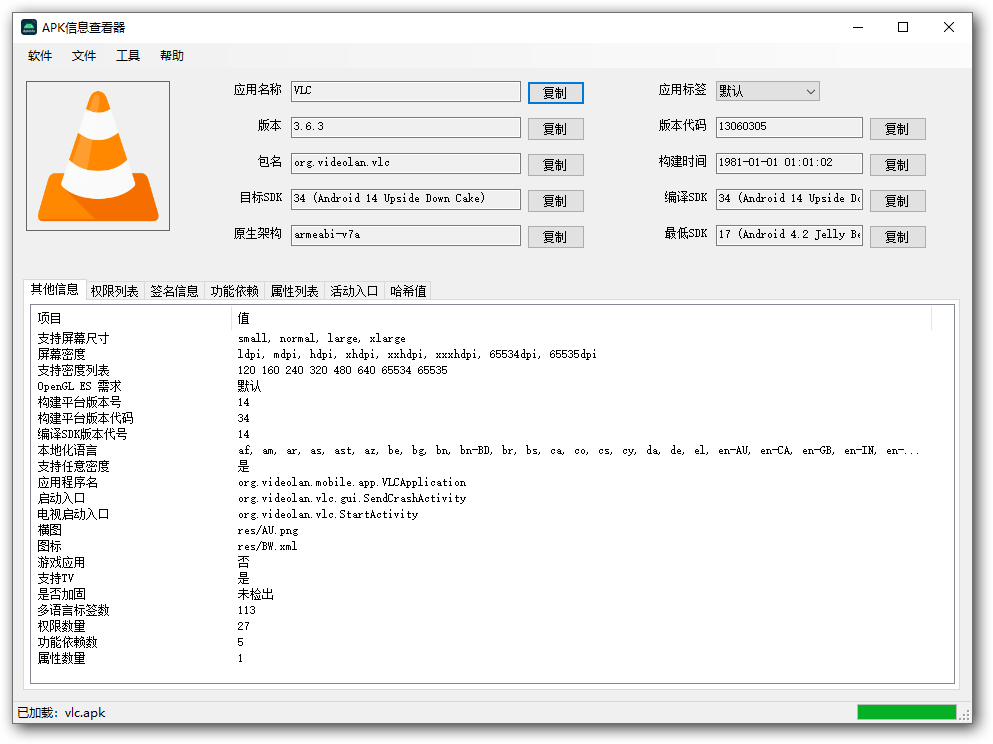 APK信息查看器
软件 文件 工具 帮助
应用名称 VLC 复制 应用标签 默认
版本 3.6.3 复制 版本代码 13060305 复制
包名 org.videolan.vlc 复制 构建时间 1981-01-01 01:01:02 复制
目标SDK 34 (Android 14 Upside Down Cake) 复制 编译SDK 34 (Android 14 Upside Do 复制
原生架构 armeabi-v7a 复制 最低SDK 17 (Android 4.2 Jelly Be 复制
其他信息 权限列表 签名信息 功能依赖 属性列表 活动入口 哈希值
项目 值
支持屏幕尺寸 small, normal, large, xlarge
屏幕密度 ldpi, mdpi, hdpi, xhdpi, xxhdpi, xxxhdpi, 65534dpi, 65535dpi
支持密度列表 120 160 240 320 480 640 65534 65535
OpenGL ES 需求 默认
构建平台版本号 14
构建平台版本代码 34
编译SDK版本代号 14
本地化语言 af, am, ar, as, ast, az, be, bg, bn, bn-BD, br, bs, ca, co, cs, cy, da, de, el, en-AU, en-CA, en-GB, en-IN, en-...
支持任意密度 是
应用程序名 org.videolan.mobile.app.VLCApplication
启动入口 org.videolan.vlc.gui.SendCrashActivity
电视启动入口 org.videolan.vlc.StartActivity
横图 res/AU.png
图标 res/BW.xml
游戏应用 否
支持TV 是
是否加固 未检出
多语言标签数 113
权限数量 27
功能依赖数 5
属性数量 1
已加载: vlc.apk